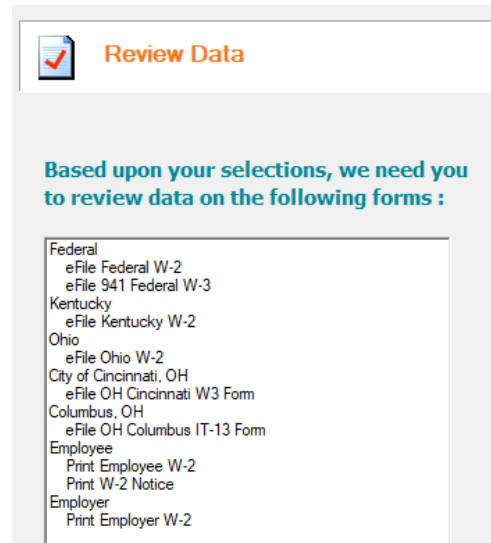 Review Data
Based upon your selections, we need you
to review data on the following forms :
Federal
eFile Federal W-2
eFile 941 Federal W-3
Kentucky
eFile Kentucky W-2
Ohio
eFile Ohio W-2
City of Cincinnati, OH
eFile OH Cincinnati W3 Form
Columbus, OH
eFile OH Columbus IT-13 Form
Employee
Print Employee W-2
Print W-2 Notice
Employer
Print Employer W-2